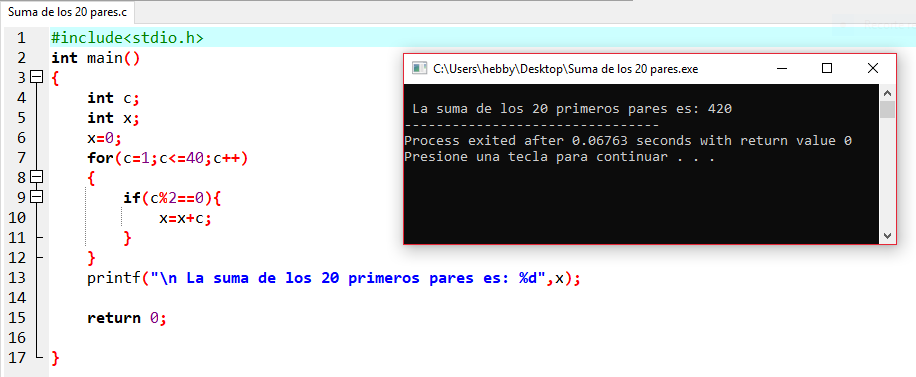 Suma de los 20 pares.c
1 #include<stdio.h>
2 int main()
3 {
4 int c;
5 int x;
6 x=0;
7 for(c=1;c<=40;c++)
8 {
9 if(c%2==0){
10 x=x+c;
11 }
12 }
13 printf("\n La suma de los 20 primeros pares es: %d",x);
14
15 return 0;
16
17 }
C:\Users\hebby\Desktop\Suma de los 20 pares.exe
La suma de los 20 primeros pares es: 420
--------------------------------
Process exited after 0.06763 seconds with return value 0
Presione una tecla para continuar . . .